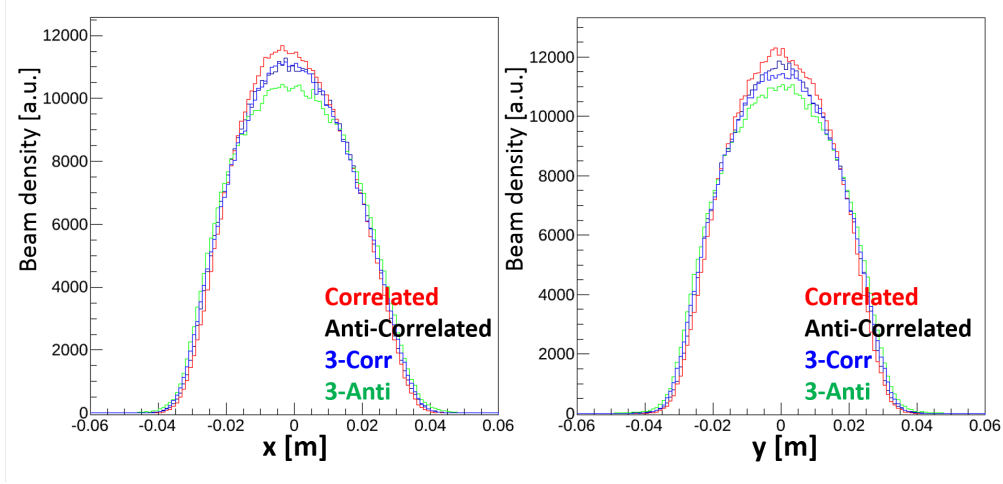 Beam density [a.u.]
12000
10000
8000
6000
4000
2000
0
-0.06 -0.04 -0.02 0 0.02 0.04 0.06
x [m]
Correlated
Anti-Correlated
3-Corr
3-Anti
Beam density [a.u.]
12000
10000
8000
6000
4000
2000
0
-0.06 -0.04 -0.02 0 0.02 0.04 0.06
y [m]
Correlated
Anti-Correlated
3-Corr
3-Anti